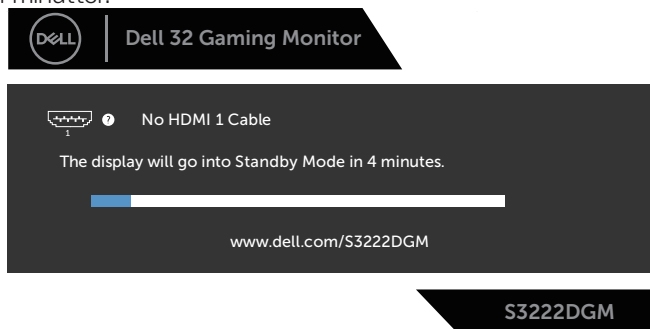 DELL
Dell 32 Gaming Monitor
1
?
No HDMI 1 Cable
The display will go into Standby Mode in 4 minutes.
www.dell.com/S3222DGM
S3222DGM